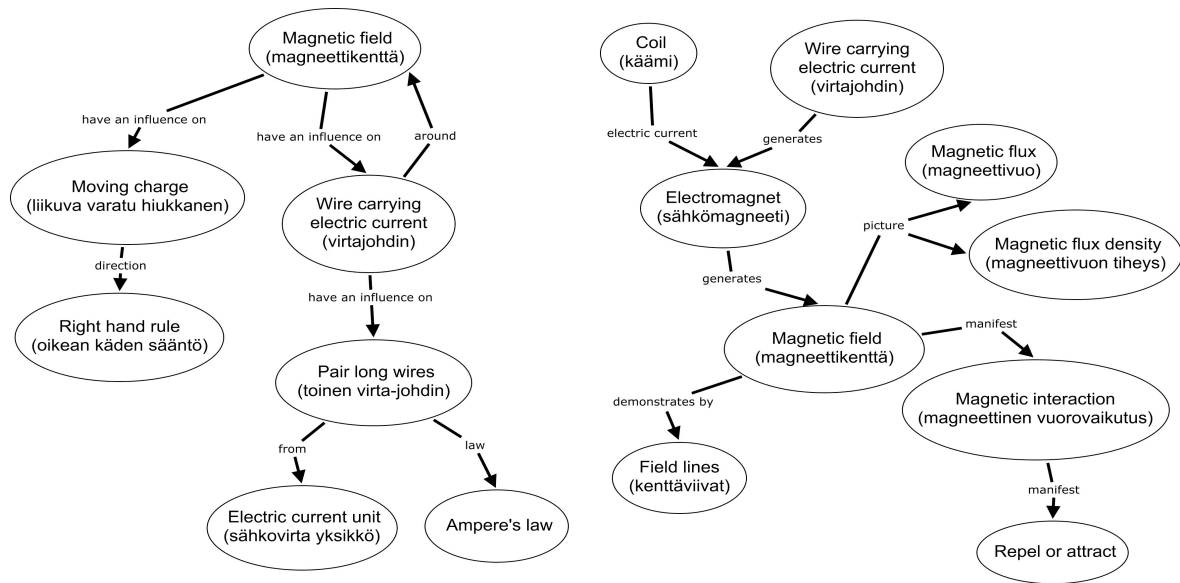 Magnetic field
(magneettikenttä)
have an influence on
have an influence on
around
Moving charge
(liikuva varatu hiukkanen)
Wire carrying
electric current
(virtajohdin)
direction
have an influence on
Right hand rule
(oikean käden sääntö)
Pair long wires
(toinen virta-johdin)
from
law
Electric current unit
(sähkovirta yksikkö)
Ampere's law
Coil
(käämi)
Wire carrying
electric current
(virtajohdin)
electric current
generates
Magnetic flux
(magneettivuo)
Electromagnet
(sähkömagneeti)
picture
Magnetic flux density
(magneettivuon tiheys)
generates
Magnetic field
(magneettikenttä)
manifest
demonstrates by
Magnetic interaction
(magneettinen vuorovaikutus)
Field lines
(kenttäviivat)
manifest
Repel or attract